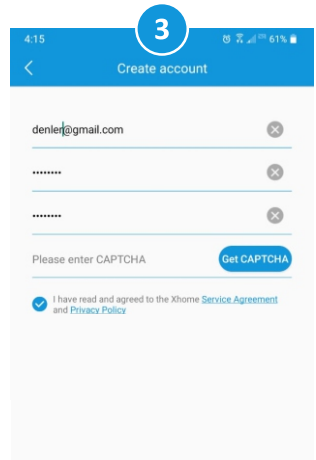 3
4:15 61%
Create account
denler@gmail.com
••••••••
••••••••
Please enter CAPTCHA Get CAPTCHA
I have read and agreed to the Xhome Service Agreement
and Privacy Policy